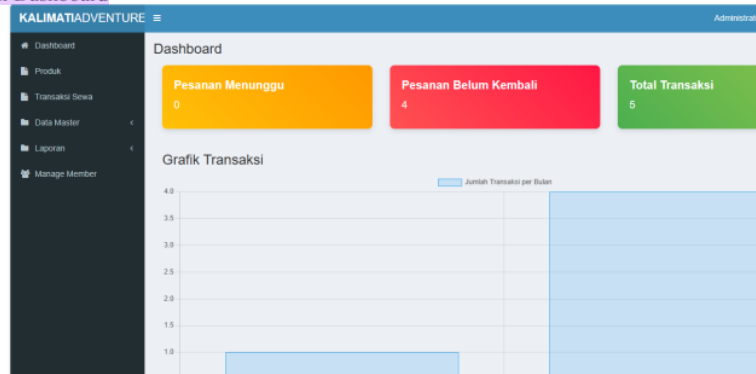 Dashboard
KALIMATIADVENTURE
Dashboard
Produk
Transaksi Sewa
Data Master
Laporan
Manage Member
Dashboard
Pesanan Menunggu
0
Pesanan Belum Kembali
4
Total Transaksi
5
Grafik Transaksi
Jumlah Transaksi per Bulan
4.0
3.5
3.0
2.5
2.0
1.5
1.0